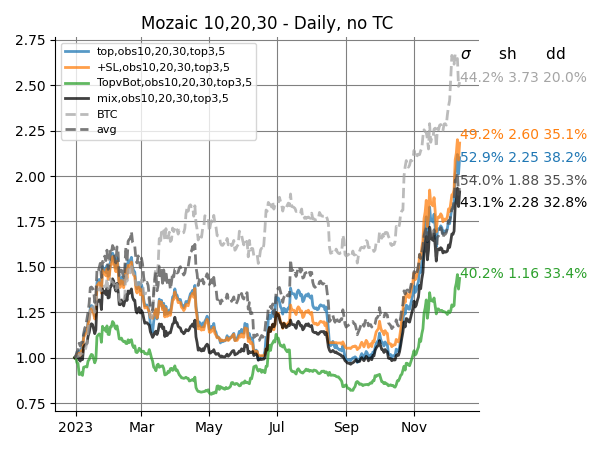 Mozaic 10,20,30 - Daily, no TC
2.75
2.50
2.25
2.00
1.75
1.50
1.25
1.00
0.75
top,obs10,20,30,top3,5
+SL,obs10,20,30,top3,5
TopvBot,obs10,20,30,top3,5
mix,obs10,20,30,top3,5
BTC
avg
σ sh dd
44.2% 3.73 20.0%
49.2% 2.60 35.1%
52.9% 2.25 38.2%
54.0% 1.88 35.3%
43.1% 2.28 32.8%
40.2% 1.16 33.4%
2023 Mar May Jul Sep Nov